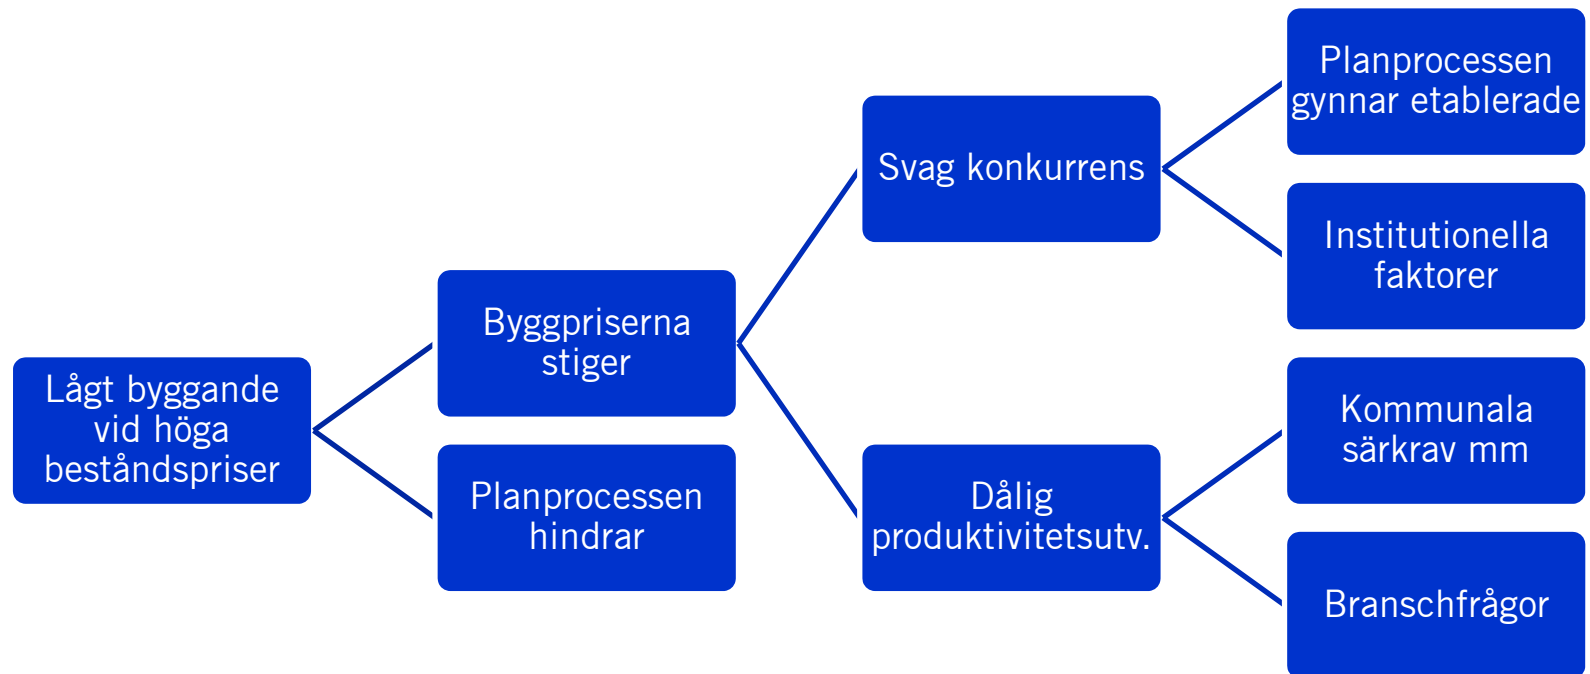 Lågt byggande
vid höga
beståndspriser
Byggpriserna
stiger
Planprocessen
hindrar
Svag konkurrens
Dålig
produktivitetsutv.
Planprocessen
gynnar etablerade
Institutionella
faktorer
Kommunala
särkrav mm
Branschfrågor